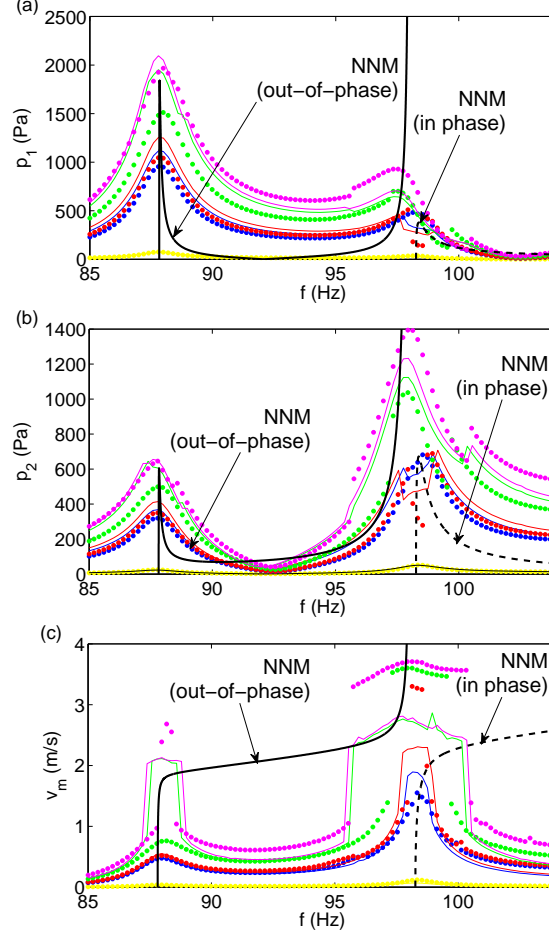 (a)
2500
2000
1500
1000
500
0
p1 (Pa)
NNM
(out−of−phase)
NNM
(in phase)
85 90 95 100
f (Hz)
(b)
1400
1200
1000
800
600
400
200
0
p2 (Pa)
NNM
(out−of−phase)
NNM
(in phase)
85 90 95 100
f (Hz)
(c)
4
3
2
1
0
vm (m/s)
NNM
(out−of−phase)
NNM
(in phase)
85 90 95 100
f (Hz)